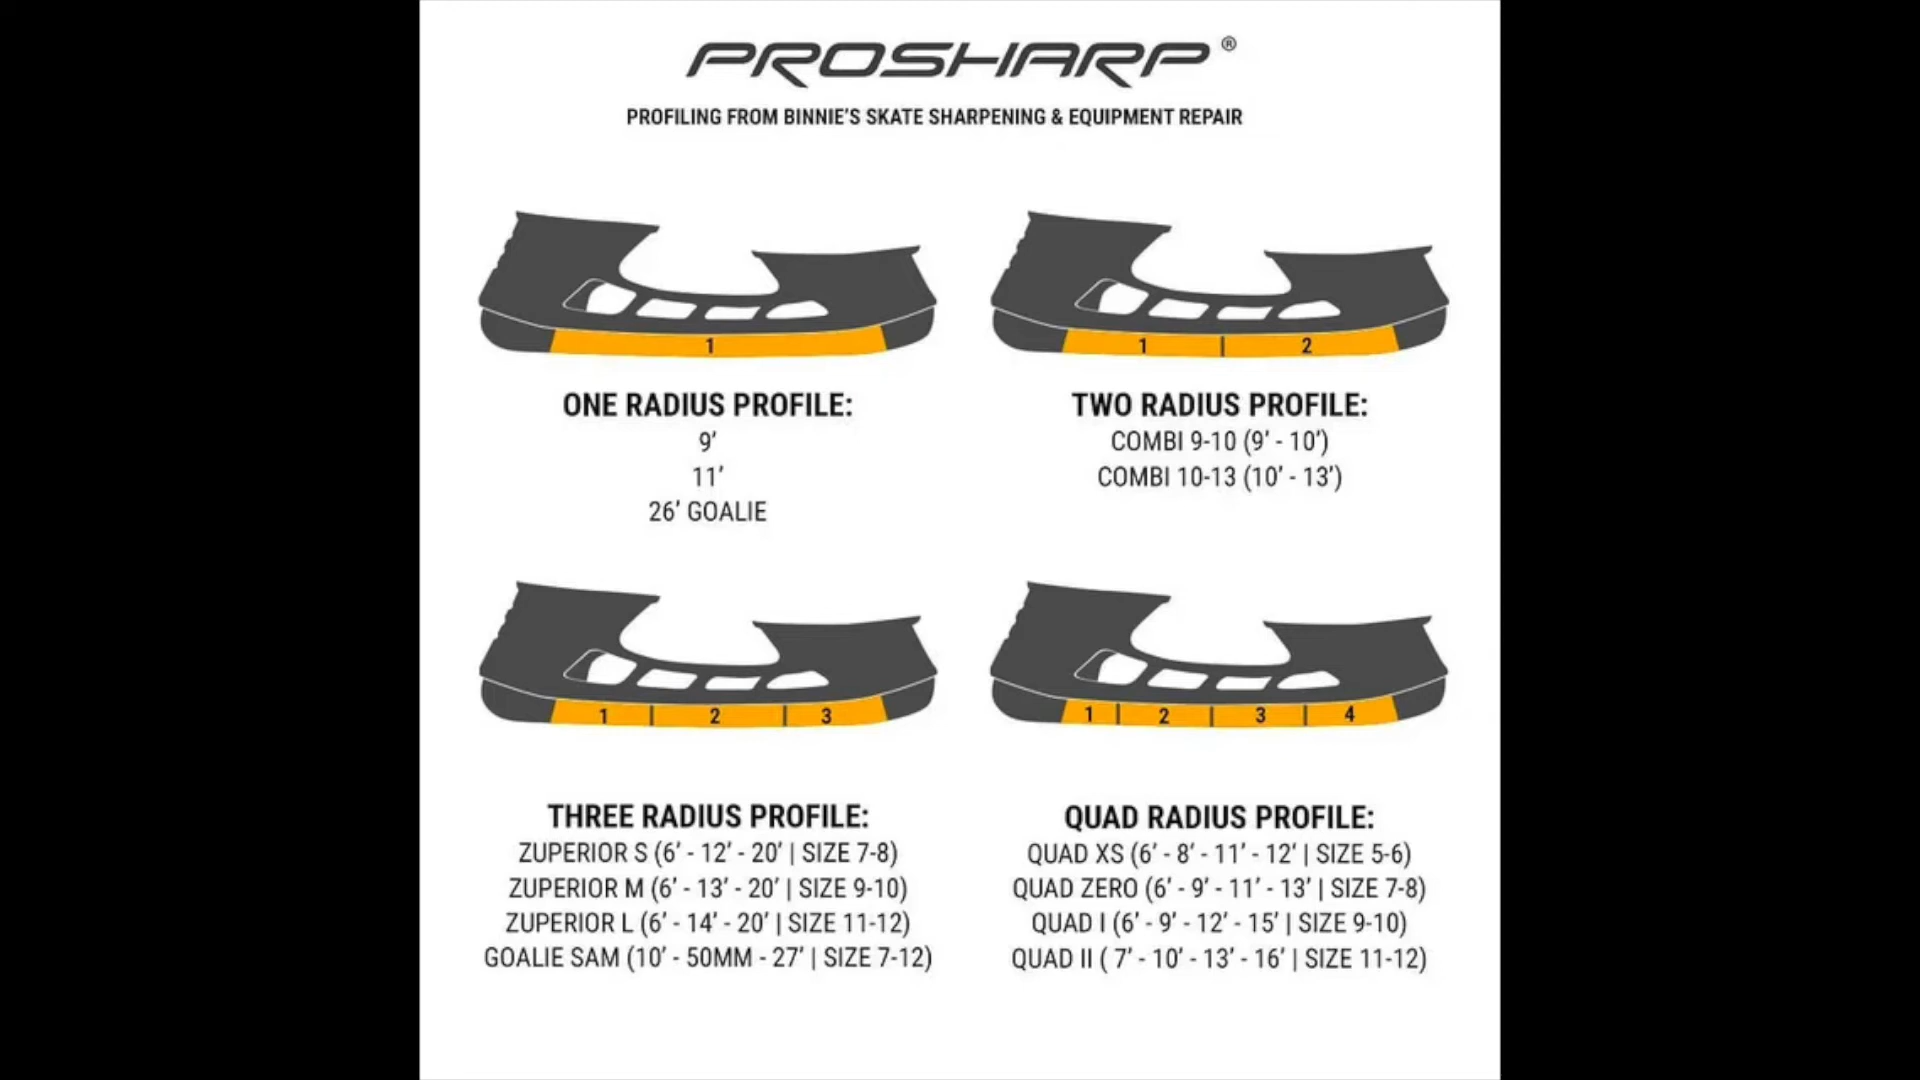 PROSHARP®
PROFILING FROM BINNIE'S SKATE SHARPENING & EQUIPMENT REPAIR
1
1 | 2
ONE RADIUS PROFILE:
9'
11'
26' GOALIE
TWO RADIUS PROFILE:
COMBI 9-10 (9' - 10')
COMBI 10-13 (10' - 13')
1 | 2 | 3
1 | 2 | 3 | 4
THREE RADIUS PROFILE:
ZUPERIOR S (6' - 12' - 20' | SIZE 7-8)
ZUPERIOR M (6' - 13' - 20' | SIZE 9-10)
ZUPERIOR L (6' - 14' - 20' | SIZE 11-12)
GOALIE SAM (10' - 50MM - 27' | SIZE 7-12)
QUAD RADIUS PROFILE:
QUAD XS (6' - 8' - 11' - 12' | SIZE 5-6)
QUAD ZERO (6' - 9' - 11' - 13' | SIZE 7-8)
QUAD I (6' - 9' - 12' - 15' | SIZE 9-10)
QUAD II ( 7' - 10' - 13' - 16' | SIZE 11-12)